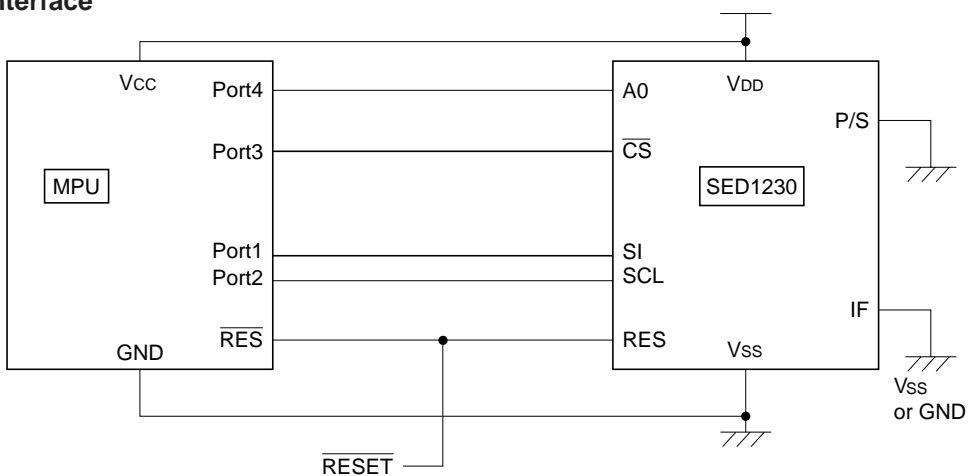 nterface
VCC
Port4
Port3
MPU
Port1
Port2
RES
GND
RESET
A0
VDD
P/S
CS
SED1230
SI
SCL
IF
RES
VSS
VSS
or GND